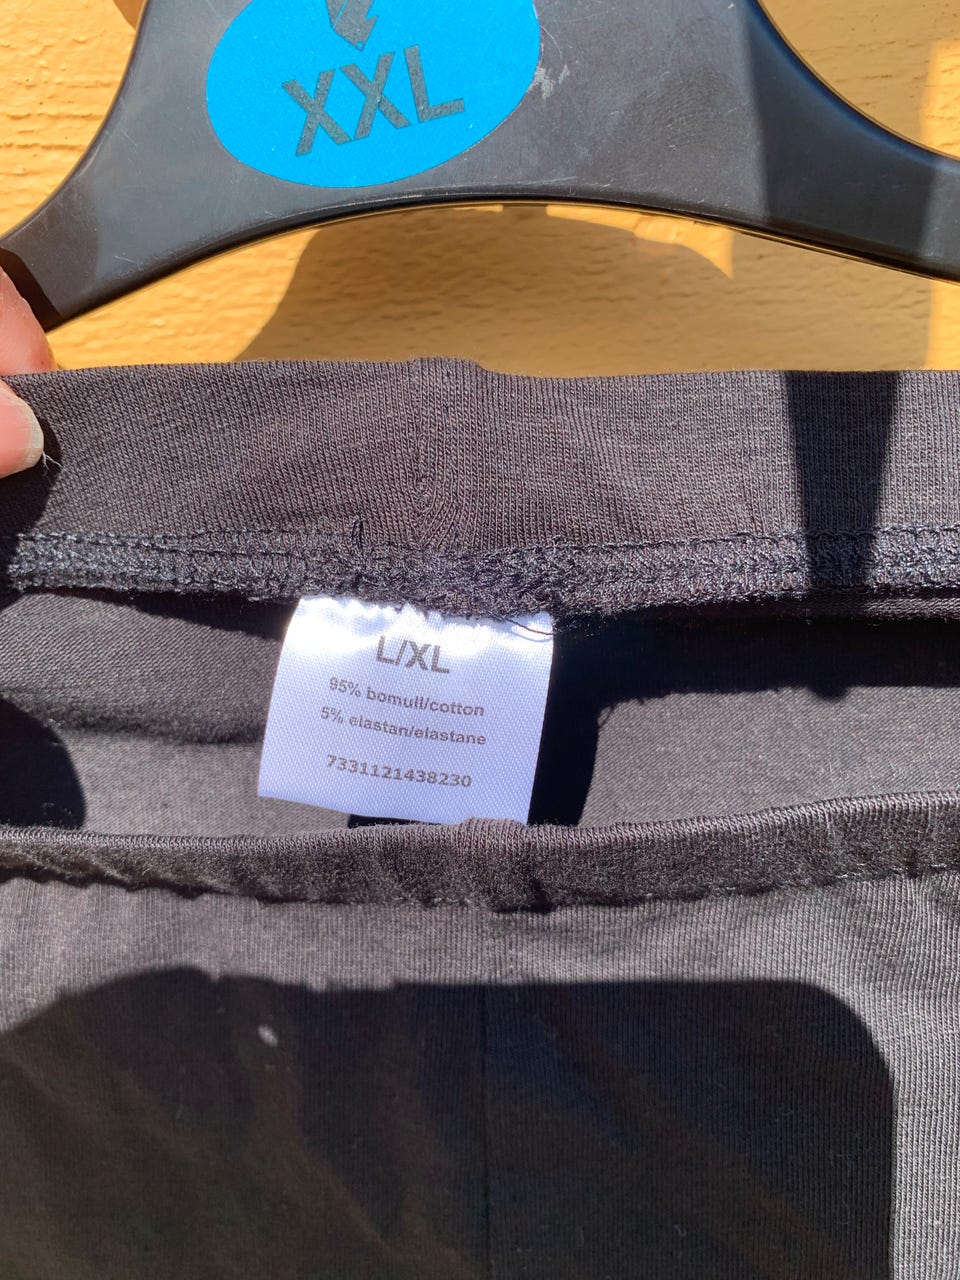 XXL
L/XL
95% bomull/cotton
5% elastan/elastane
7331121438230